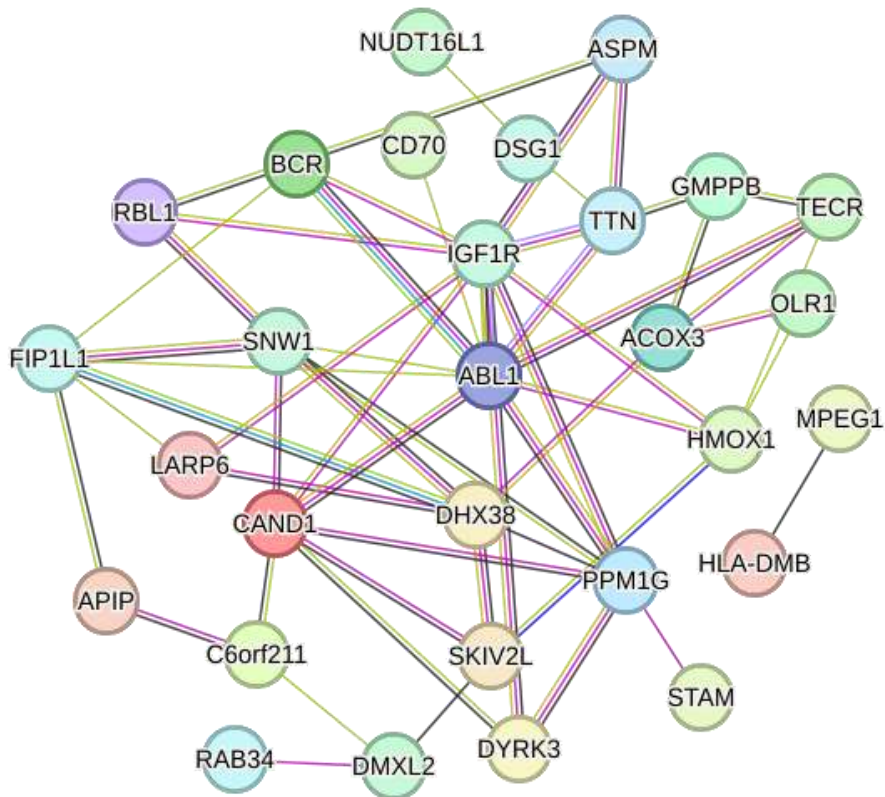 NUDT16L1
ASPM
CD70
DSG1
BCR
GMPPB
RBL1
TECR
TTN
IGF1R
OLR1
SNW1
ACOX3
FIP1L1
ABL1
MPEG1
HMOX1
LARP6
DHX38
CAND1
HLA-DMB
PPM1G
APIP
C6orf211
SKIV2L
STAM
DYRK3
RAB34
DMXL2